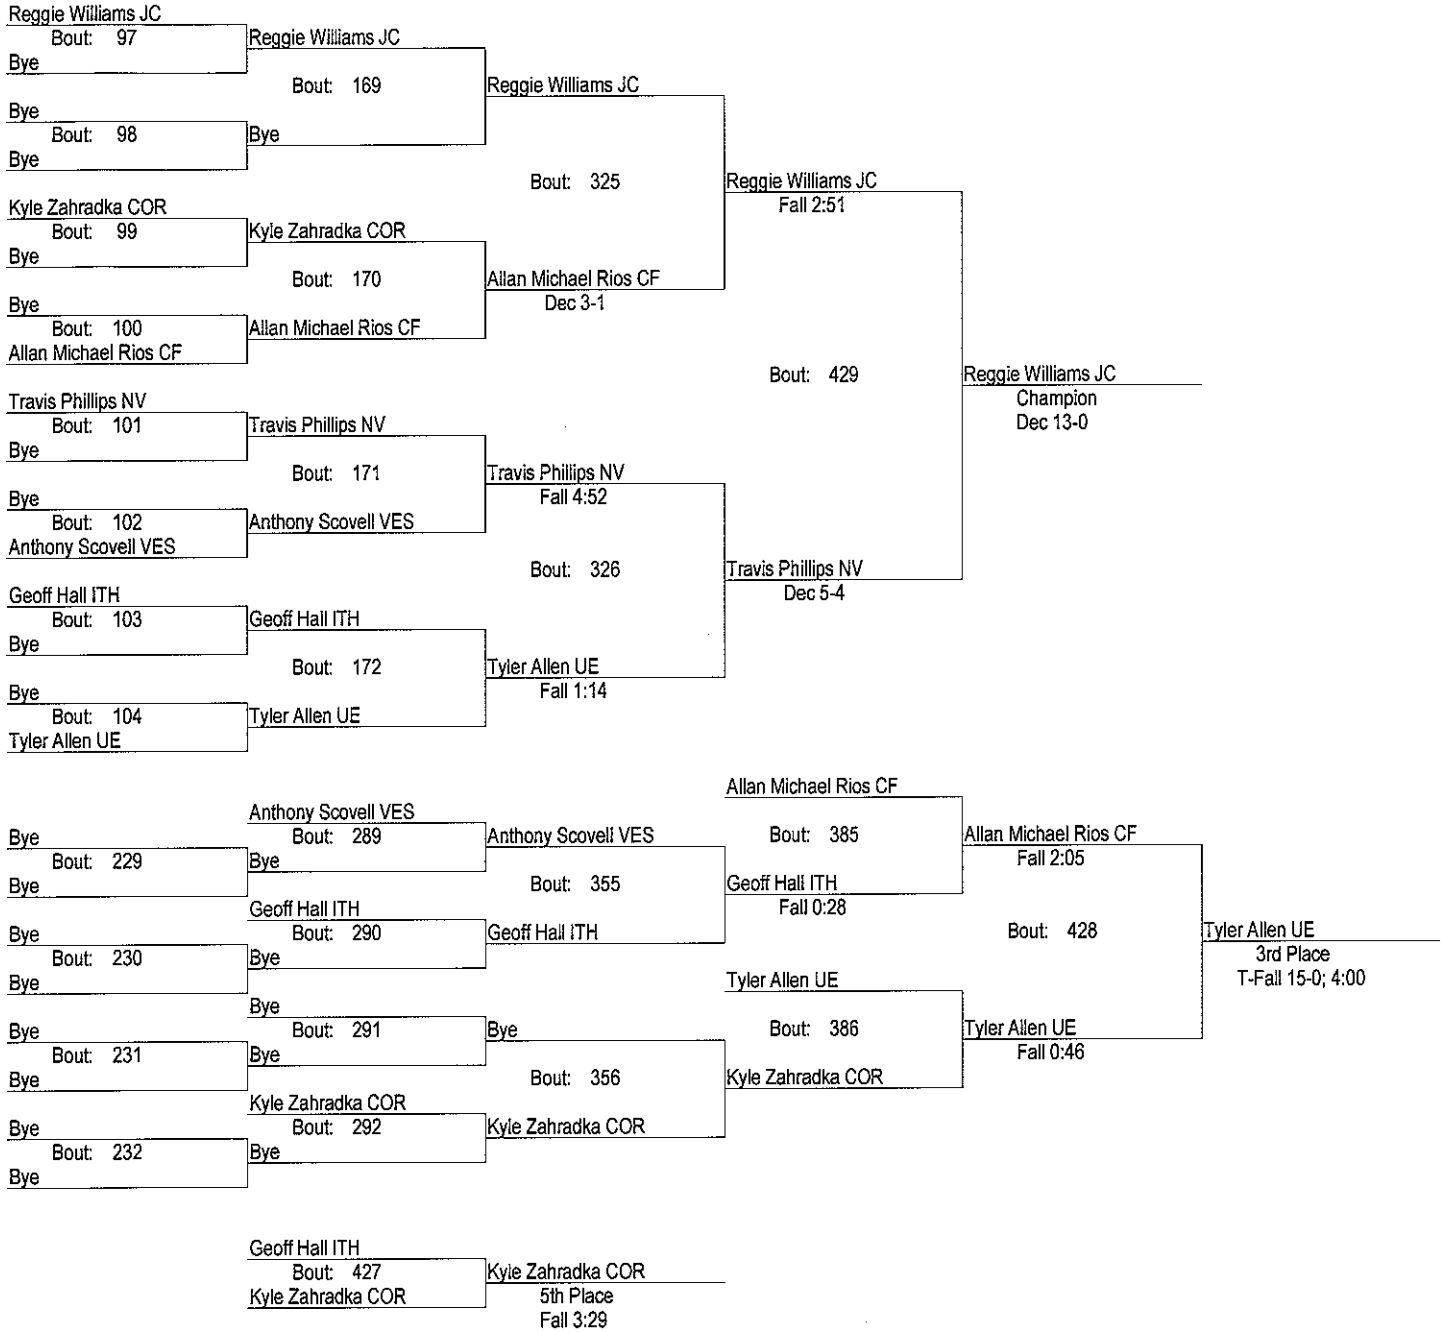 Reggie Williams JC
Bout: 97
Bye
Bye
Bout: 98
Bye
Kyle Zahradka COR
Bout: 99
Bye
Bye
Bout: 100
Allan Michael Rios CF
Travis Phillips NV
Bout: 101
Bye
Bye
Bout: 102
Anthony Scovell VES
Geoff Hall ITH
Bout: 103
Bye
Bye
Bout: 104
Tyler Allen UE
Reggie Williams JC
Bout: 169
Bye
Kyle Zahradka COR
Bout: 170
Allan Michael Rios CF
Travis Phillips NV
Bout: 171
Anthony Scovell VES
Geoff Hall ITH
Bout: 172
Tyler Allen UE
Reggie Williams JC
Bout: 325
Allan Michael Rios CF
Dec 3-1
Travis Phillips NV
Fall 4:52
Bout: 326
Tyler Allen UE
Fall 1:14
Reggie Williams JC
Fall 2:51
Bout: 429
Travis Phillips NV
Dec 5-4
Reggie Williams JC
Champion
Dec 13-0
Bye
Bout: 229
Bye
Bye
Bout: 230
Bye
Bye
Bout: 231
Bye
Bye
Bout: 232
Bye
Anthony Scovell VES
Bout: 289
Bye
Geoff Hall ITH
Bout: 290
Bye
Bye
Bout: 291
Bye
Kyle Zahradka COR
Bout: 292
Bye
Anthony Scovell VES
Bout: 355
Geoff Hall ITH
Bye
Bout: 356
Kyle Zahradka COR
Allan Michael Rios CF
Bout: 385
Geoff Hall ITH
Fall 0:28
Tyler Allen UE
Bout: 386
Kyle Zahradka COR
Allan Michael Rios CF
Fall 2:05
Bout: 428
Tyler Allen UE
Fall 0:46
Tyler Allen UE
3rd Place
T-Fall 15-0; 4:00
Geoff Hall ITH
Bout: 427
Kyle Zahradka COR
Kyle Zahradka COR
5th Place
Fall 3:29